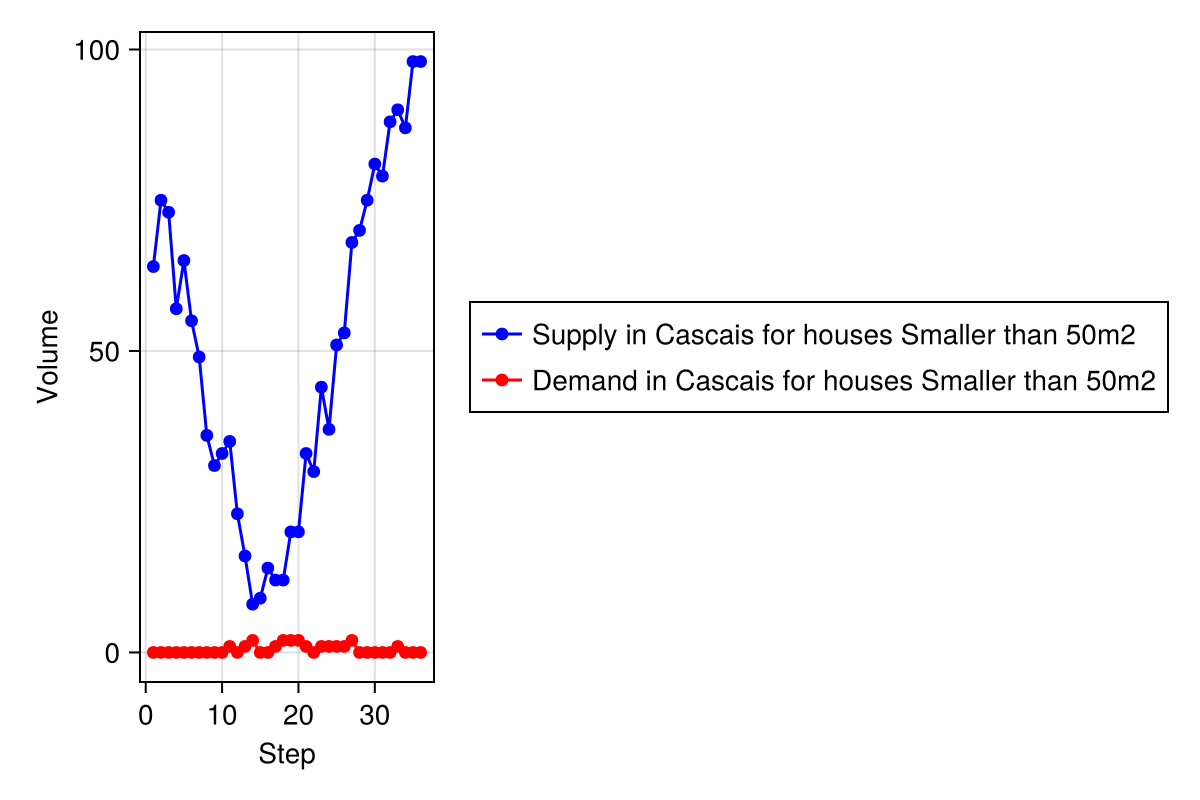 100
50
0
Volume
0 10 20 30
Step
Supply in Cascais for houses Smaller than 50m2
Demand in Cascais for houses Smaller than 50m2